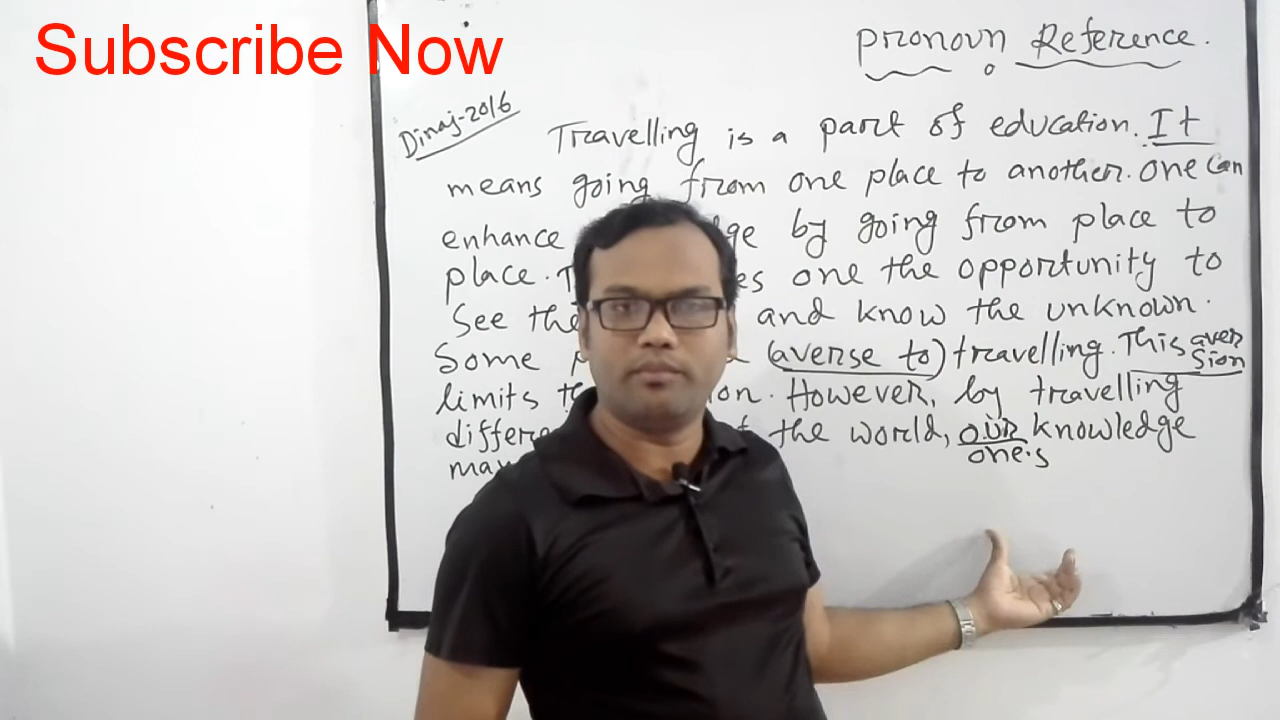 Subscribe Now
Pronoun Reference.
Dinaj-2016
Travelling is a part of education. It
means going from one place to another. One can
enhance by going from place to
place. one the opportunity to
See the and know the unknown.
Some (averse to) travelling. This aversion
limits However, by travelling
the world, our knowledge
one's